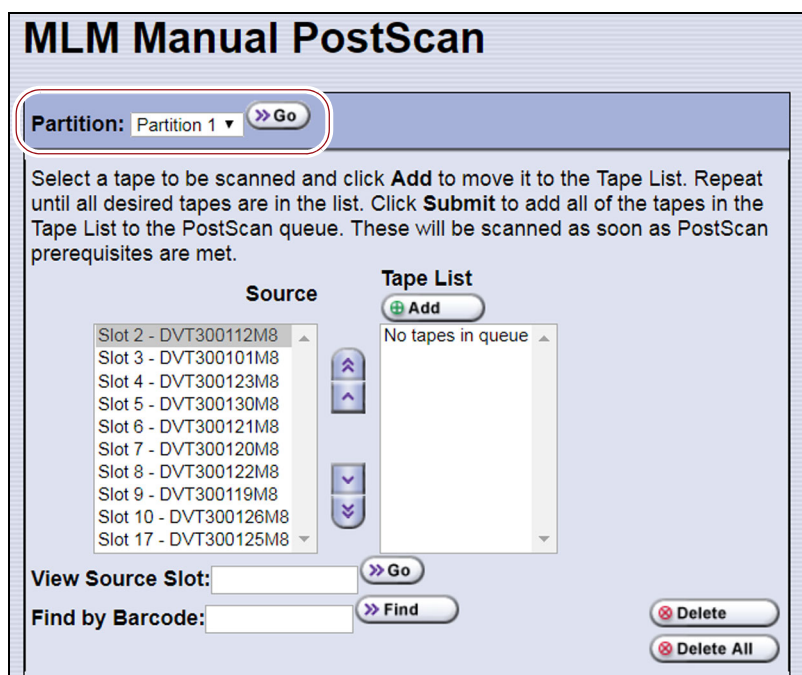 MLM Manual PostScan
Partition: Partition 1 Go
Select a tape to be scanned and click Add to move it to the Tape List. Repeat
until all desired tapes are in the list. Click Submit to add all of the tapes in the
Tape List to the PostScan queue. These will be scanned as soon as PostScan
prerequisites are met.
Source
Tape List
Add
Slot 2 - DVT300112M8
Slot 3 - DVT300101M8
Slot 4 - DVT300123M8
Slot 5 - DVT300130M8
Slot 6 - DVT300121M8
Slot 7 - DVT300120M8
Slot 8 - DVT300122M8
Slot 9 - DVT300119M8
Slot 10 - DVT300126M8
Slot 17 - DVT300125M8
No tapes in queue
View Source Slot: Go
Find by Barcode: Find
Delete
Delete All